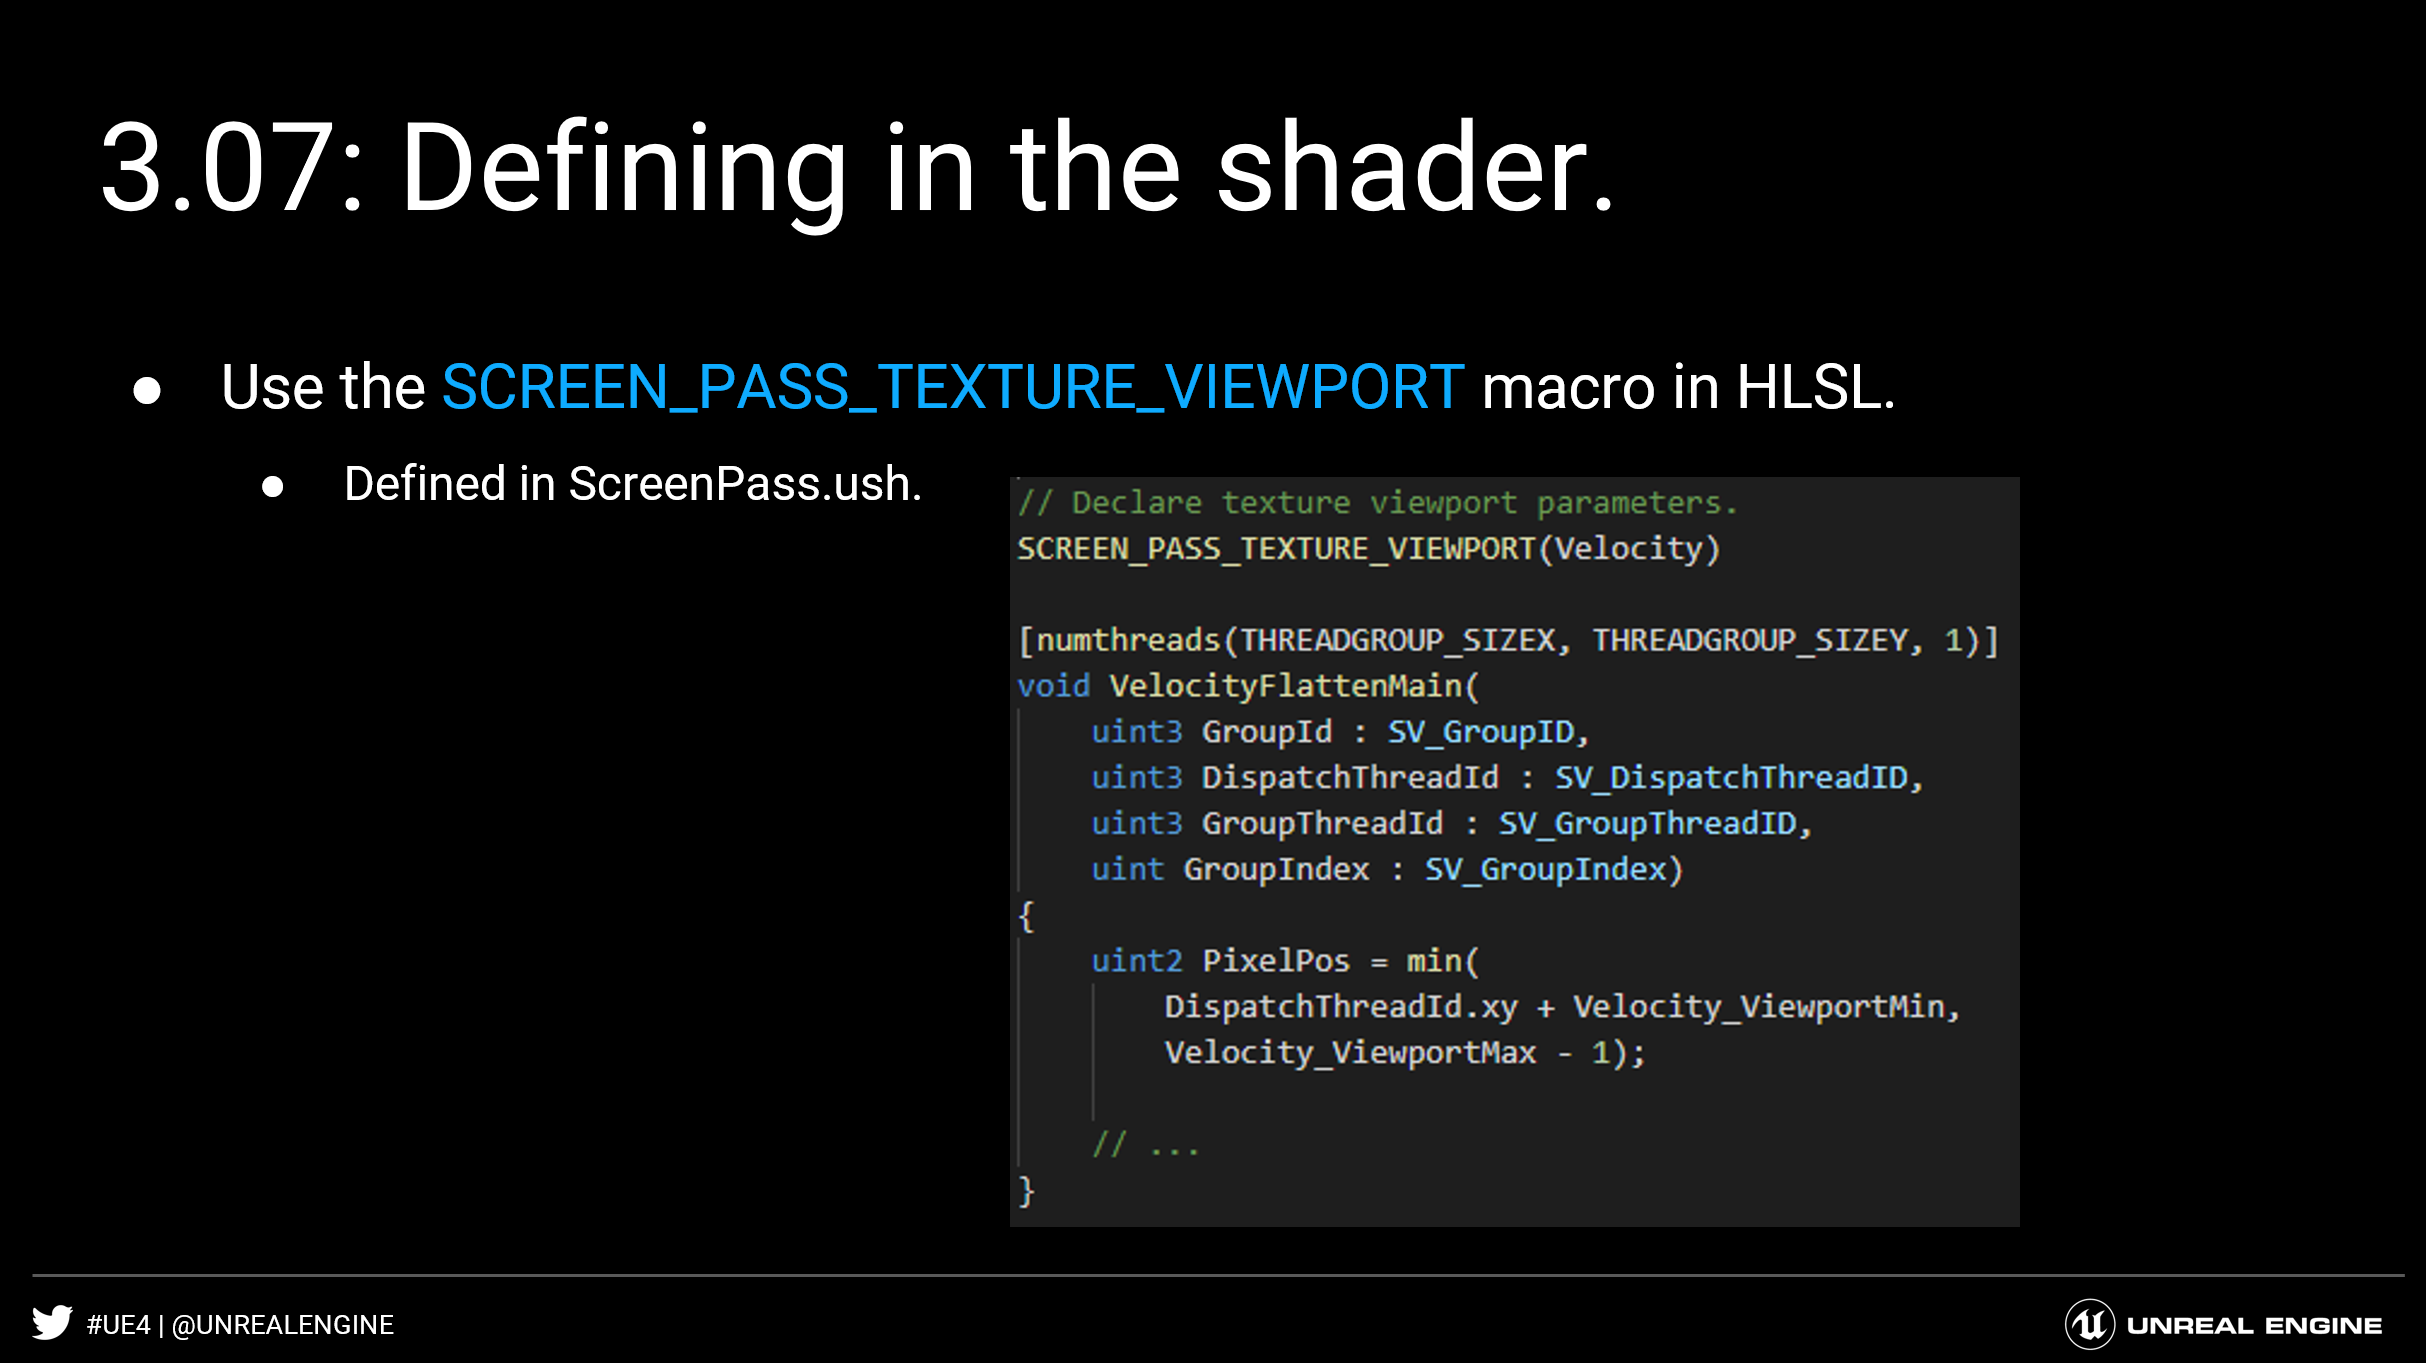 3.07: Defining in the shader.
● Use the SCREEN_PASS_TEXTURE_VIEWPORT macro in HLSL.
● Defined in ScreenPass.ush.
// Declare texture viewport parameters.
SCREEN_PASS_TEXTURE_VIEWPORT(Velocity)

[numthreads(THREADGROUP_SIZEX, THREADGROUP_SIZEY, 1)]
void VelocityFlattenMain(
    uint3 GroupId : SV_GroupID,
    uint3 DispatchThreadId : SV_DispatchThreadID,
    uint3 GroupThreadId : SV_GroupThreadID,
    uint GroupIndex : SV_GroupIndex)
{
    uint2 PixelPos = min(
        DispatchThreadId.xy + Velocity_ViewportMin,
        Velocity_ViewportMax - 1);

    // ...
}
#UE4 | @UNREALENGINE
UNREAL ENGINE